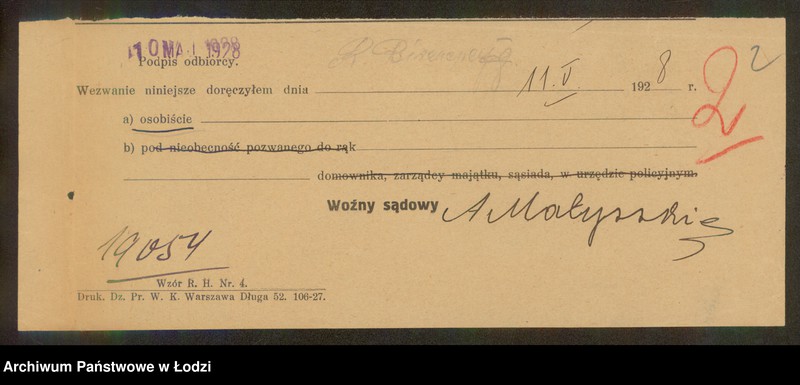 10 MAJ 1928
Podpis odbiorcy.
Wezwanie niniejsze doręczyłem dnia 11.V. 1928 r.
2
2
a) osobiście
b) pod nieobecność pozwanego do rąk
domownika, zarządcy majątku, sąsiada, w urzędzie policyjnym.
Woźny sądowy AMałyszki
19054
Wzór R. H. Nr. 4.
Druk. Dz. Pr. W. K. Warszawa Długa 52. 106-27.
Archiwum Państwowe w Łodzi